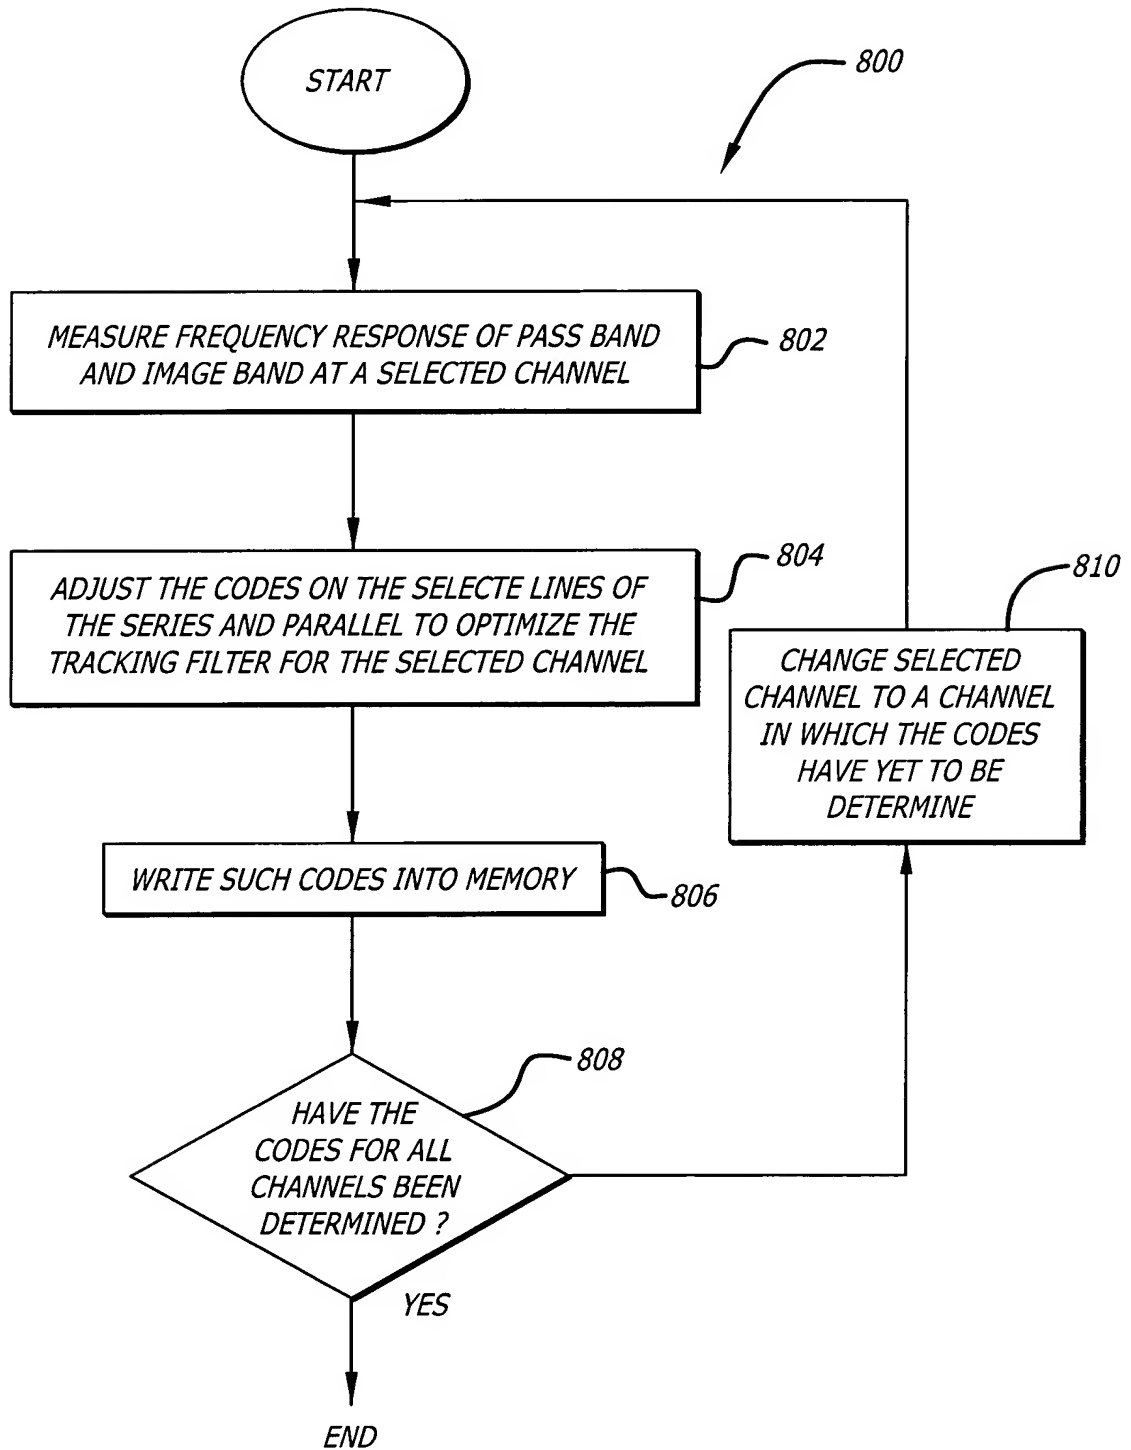 START
800
MEASURE FREQUENCY RESPONSE OF PASS BAND
AND IMAGE BAND AT A SELECTED CHANNEL
802
ADJUST THE CODES ON THE SELECTE LINES OF
THE SERIES AND PARALLEL TO OPTIMIZE THE
TRACKING FILTER FOR THE SELECTED CHANNEL
804
CHANGE SELECTED
CHANNEL TO A CHANNEL
IN WHICH THE CODES
HAVE YET TO BE
DETERMINE
810
WRITE SUCH CODES INTO MEMORY
806
HAVE THE
CODES FOR ALL
CHANNELS BEEN
DETERMINED ?
808
YES
END